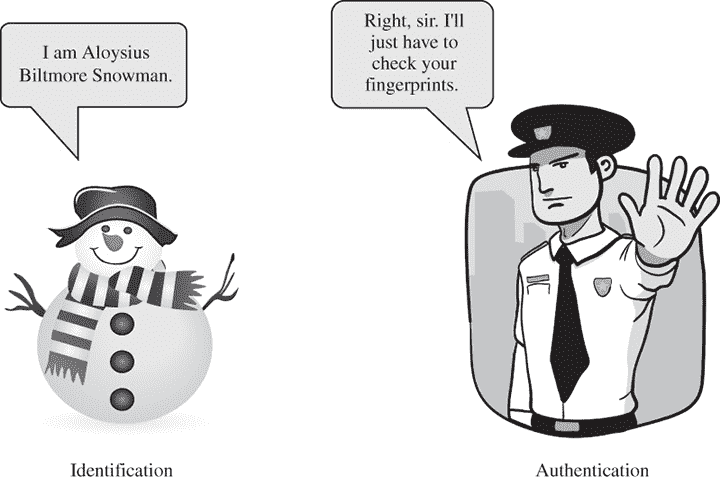 I am Aloysius
Biltmore Snowman.
Right, sir. I'll
just have to
check your
fingerprints.
Identification
Authentication